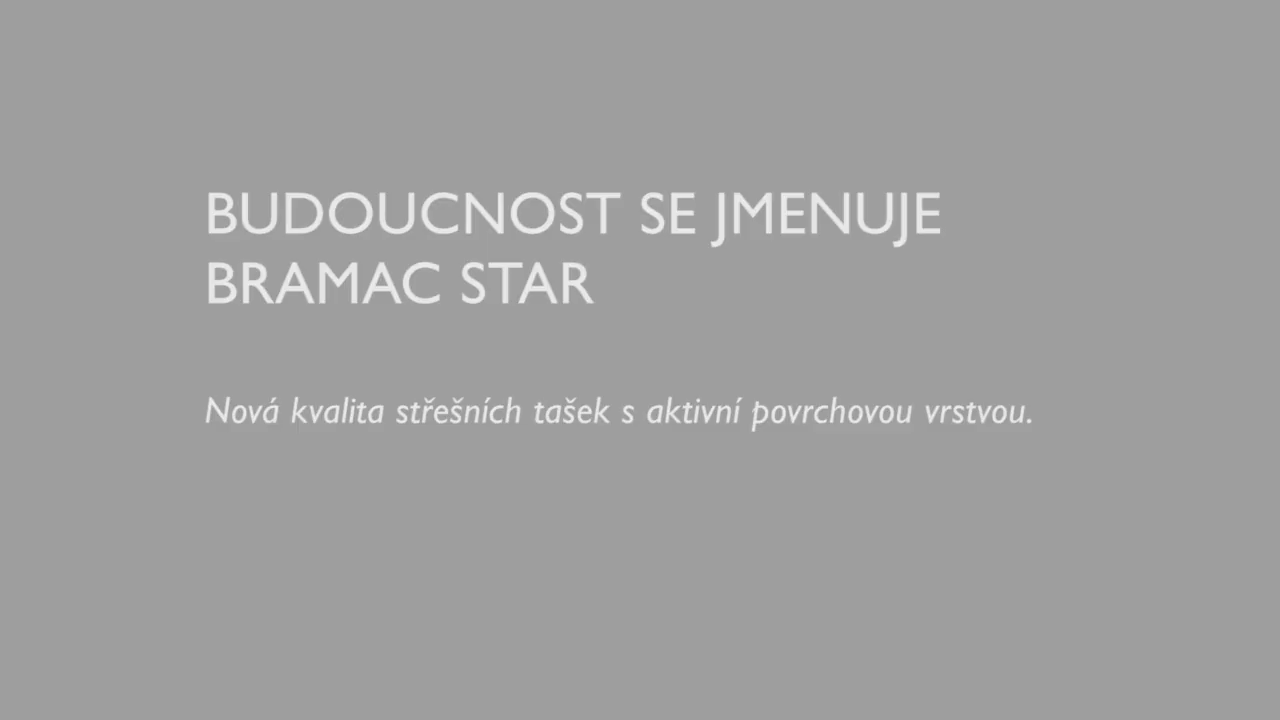 BUDOUCNOST SE JMENUJE
BRAMAC STAR
Nová kvalita střešních tašek s aktivní povrchovou vrstvou.